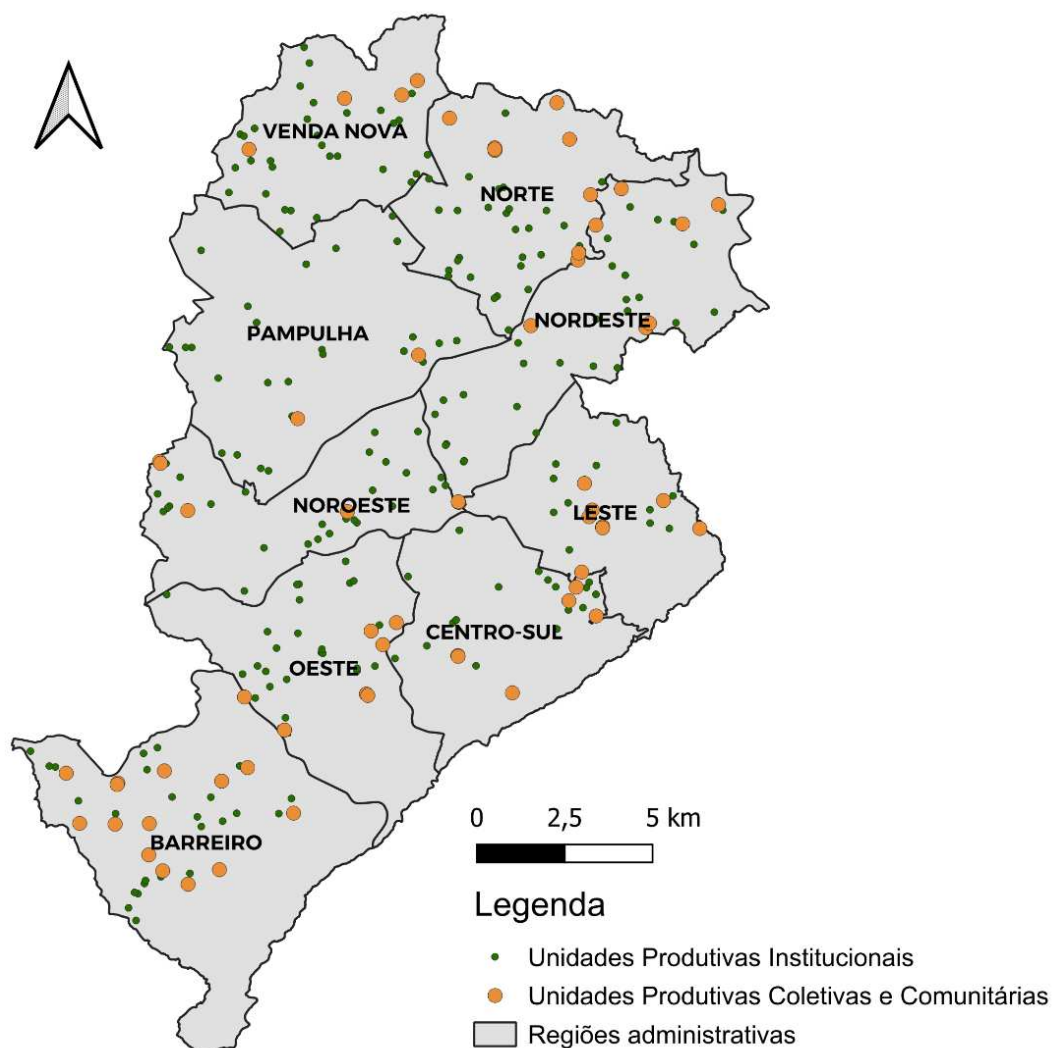 VENDA NOVA
NORTE
NORDESTE
PAMPULHA
NOROESTE
LESTE
CENTRO-SUL
OESTE
BARREIRO
0 2,5 5 km
Legenda
Unidades Produtivas Institucionais
Unidades Produtivas Coletivas e Comunitárias
Regiões administrativas